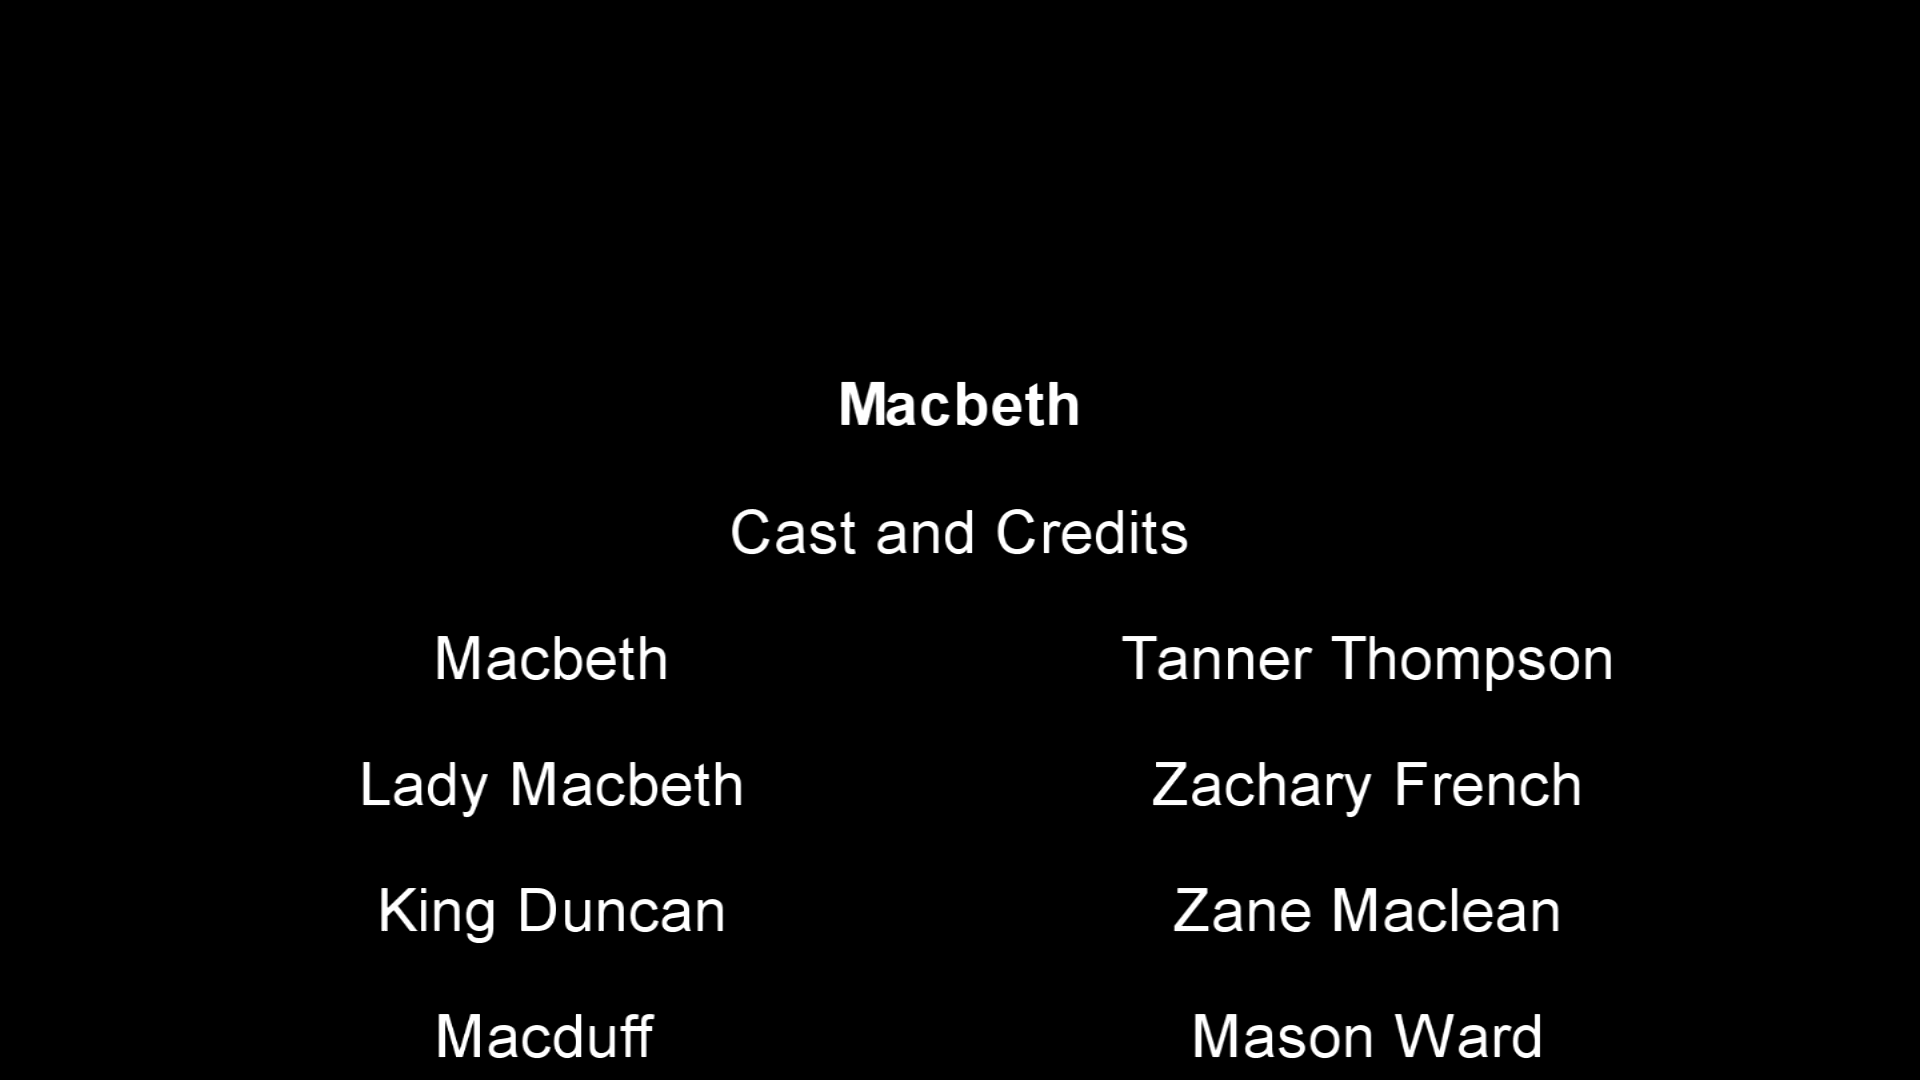 Macbeth
Cast and Credits
Macbeth Tanner Thompson
Lady Macbeth Zachary French
King Duncan Zane Maclean
Macduff Mason Ward